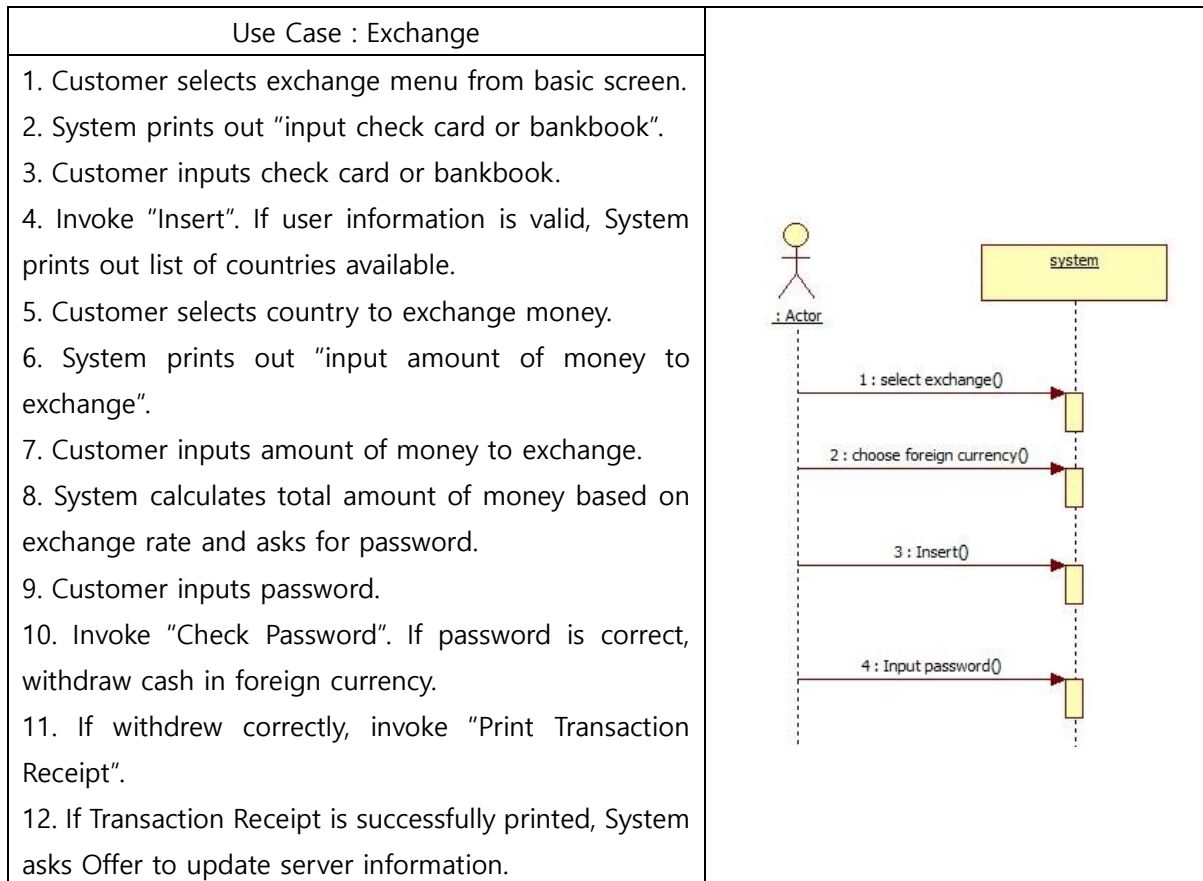 Use Case : Exchange
1. Customer selects exchange menu from basic screen.
2. System prints out “input check card or bankbook”.
3. Customer inputs check card or bankbook.
4. Invoke “Insert”. If user information is valid, System
prints out list of countries available.
5. Customer selects country to exchange money.
6. System prints out “input amount of money to
exchange”.
7. Customer inputs amount of money to exchange.
8. System calculates total amount of money based on
exchange rate and asks for password.
9. Customer inputs password.
10. Invoke “Check Password”. If password is correct,
withdraw cash in foreign currency.
11. If withdrew correctly, invoke “Print Transaction
Receipt”.
12. If Transaction Receipt is successfully printed, System
asks Offer to update server information.
system
: Actor
1 : select exchange()
2 : choose foreign currency()
3 : Insert()
4 : Input password()